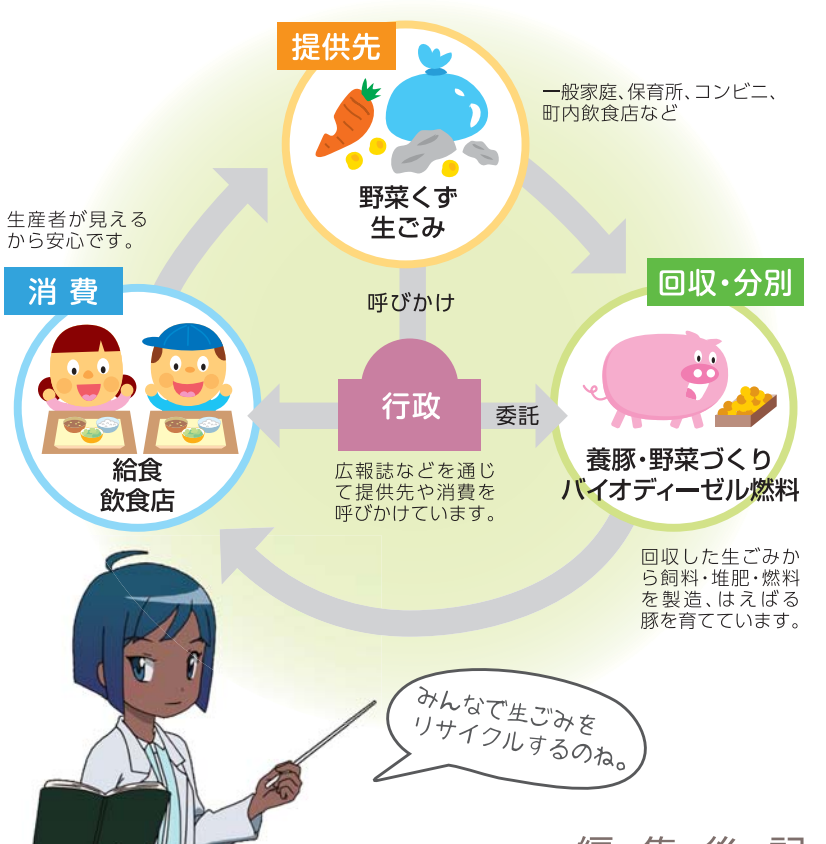 提供先
野菜くず
生ごみ
一般家庭、保育所、コンビニ、
町内飲食店など
生産者が見える
から安心です。
消 費
呼びかけ
回収・分別
行政
委託
給食
飲食店
養豚・野菜づくり
バイオディーゼル燃料
広報誌などを通じ
て提供先や消費を
呼びかけています。
回収した生ごみか
ら飼料・堆肥・燃料
を製造、はえばる
豚を育てています。
みんなで生ごみを
リサイクルするのね。